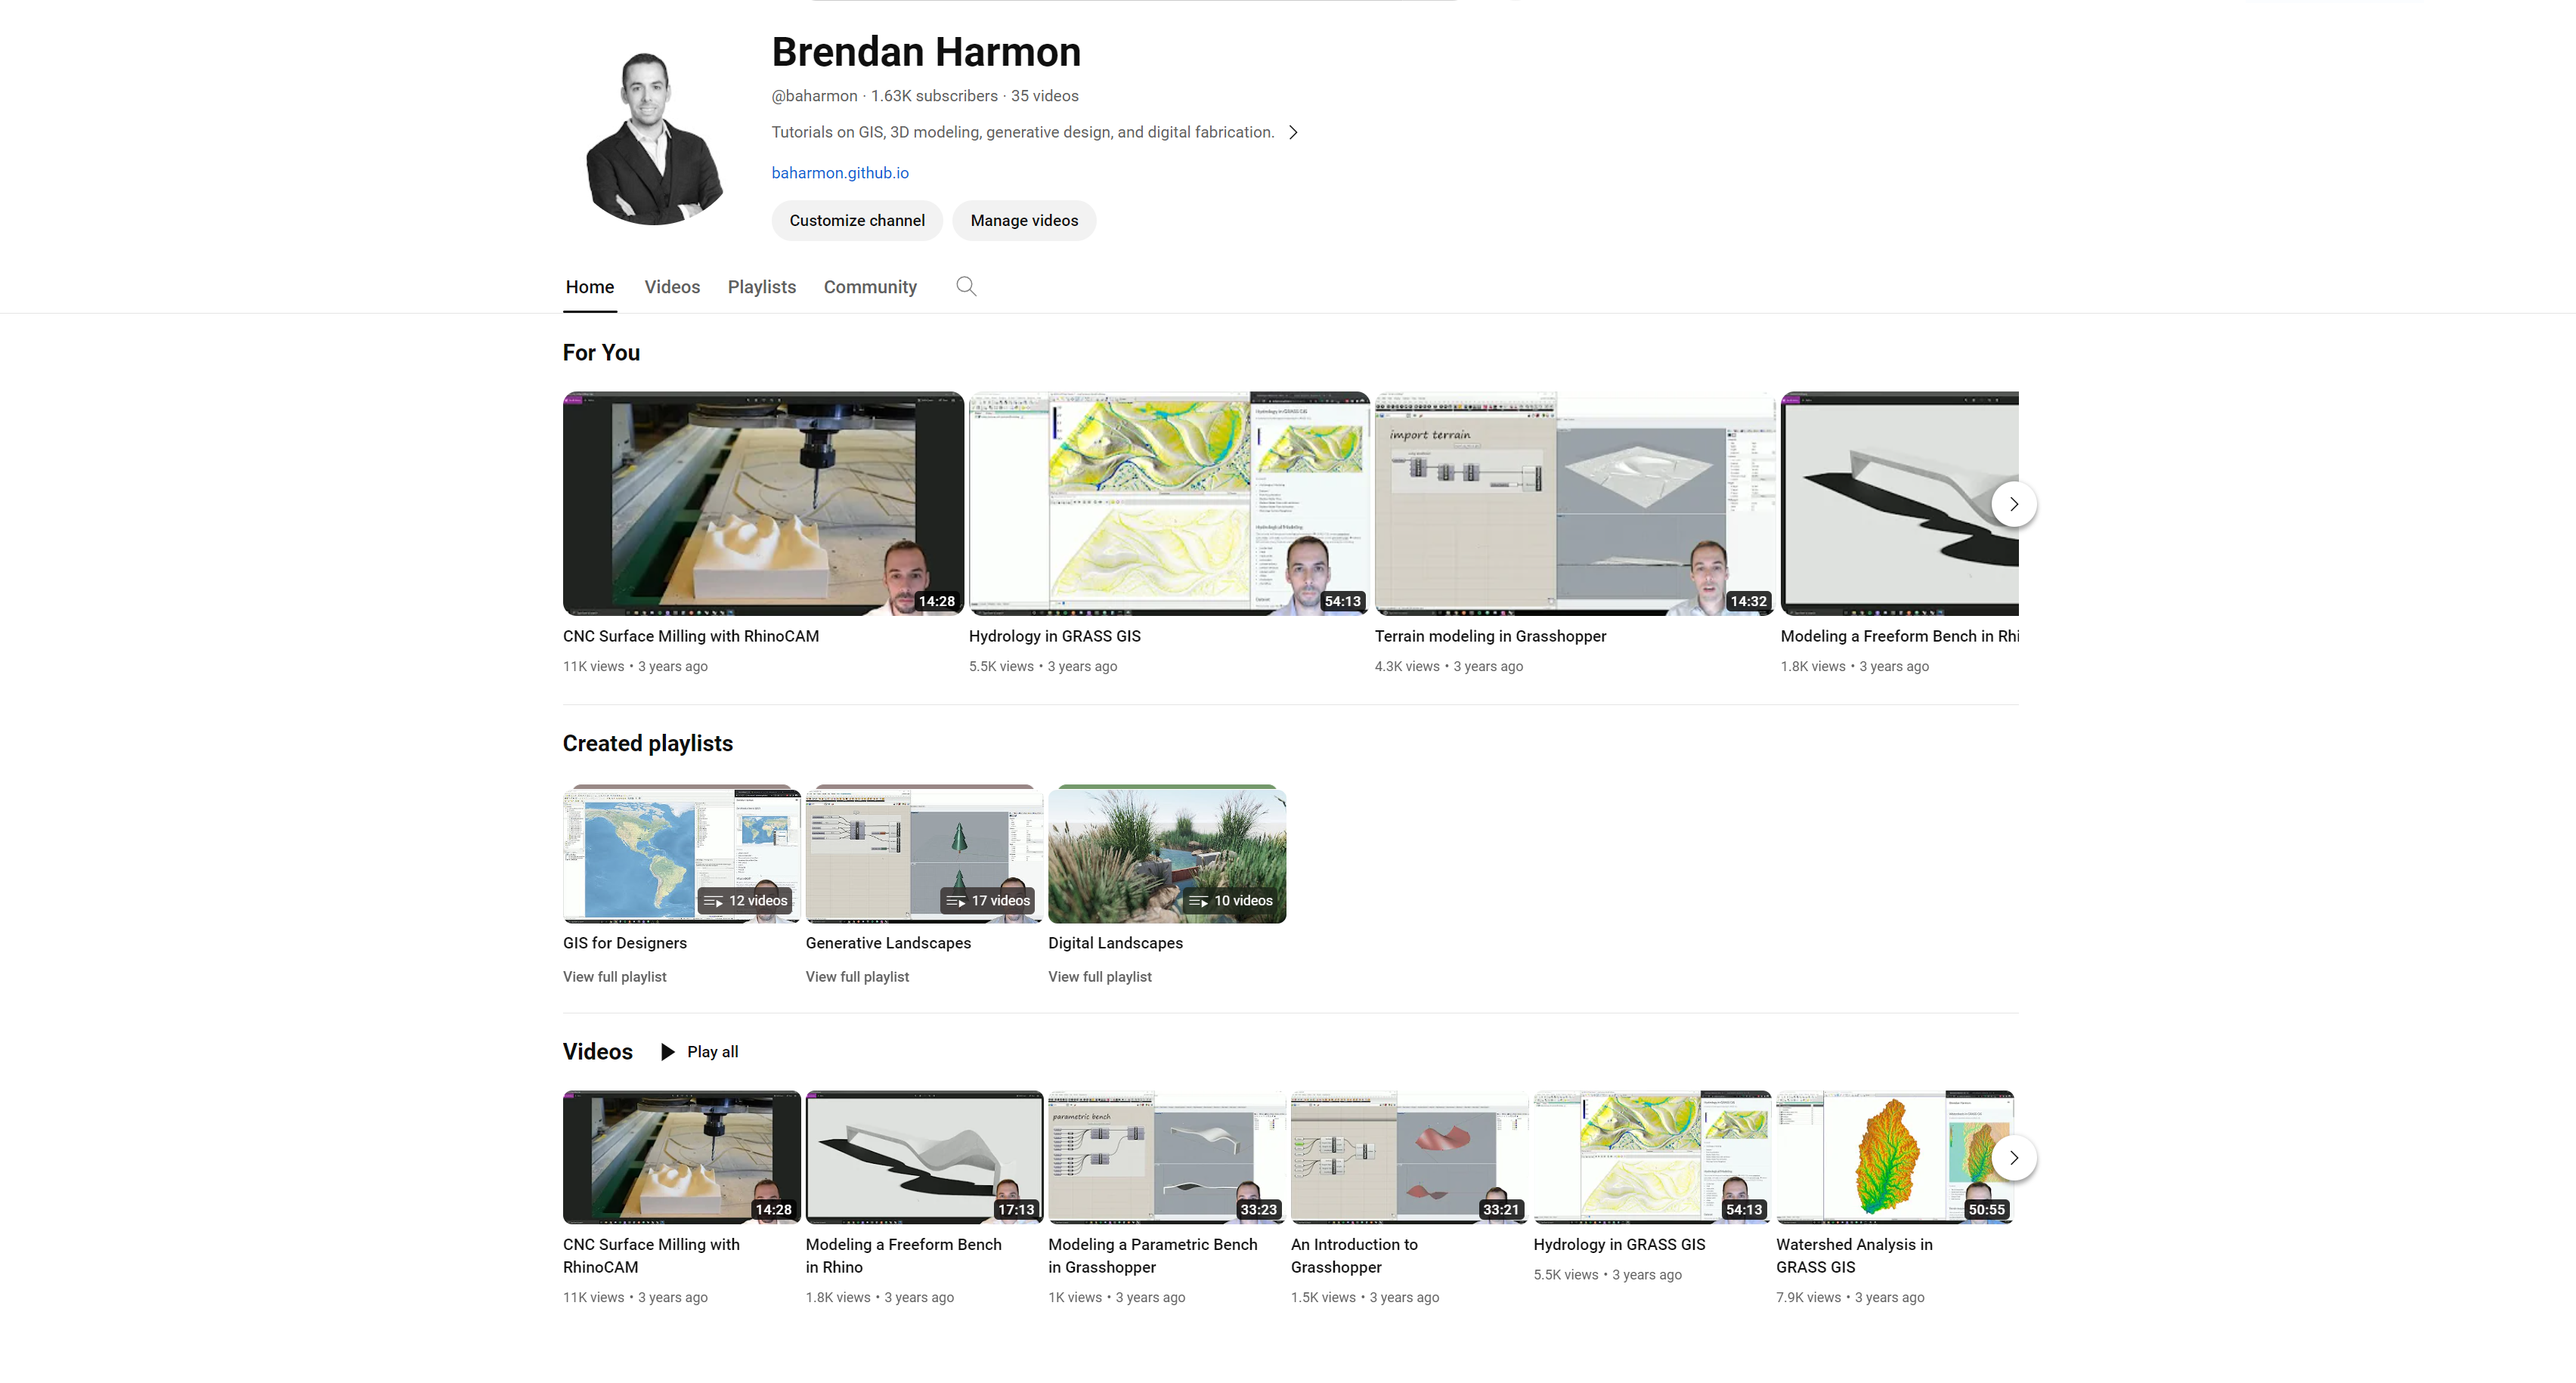 Brendan Harmon
@baharmon · 1.63K subscribers · 35 videos
Tutorials on GIS, 3D modeling, generative design, and digital fabrication.
baharmon.github.io
Customize channel
Manage videos
Home
Videos
Playlists
Community
For You
import terrain
Hydrology in GRASS GIS
14:28
54:13
14:32
CNC Surface Milling with RhinoCAM
11K views • 3 years ago
Hydrology in GRASS GIS
5.5K views • 3 years ago
Terrain modeling in Grasshopper
4.3K views • 3 years ago
Modeling a Freeform Bench in Rhi
1.8K views • 3 years ago
Created playlists
12 videos
17 videos
10 videos
GIS for Designers
View full playlist
Generative Landscapes
View full playlist
Digital Landscapes
View full playlist
Videos
Play all
parametric bench
14:28
17:13
33:23
33:21
54:13
50:55
CNC Surface Milling with
RhinoCAM
11K views • 3 years ago
Modeling a Freeform Bench
in Rhino
1.8K views • 3 years ago
Modeling a Parametric Bench
in Grasshopper
1K views • 3 years ago
An Introduction to
Grasshopper
1.5K views • 3 years ago
Hydrology in GRASS GIS
5.5K views • 3 years ago
Watershed Analysis in
GRASS GIS
7.9K views • 3 years ago